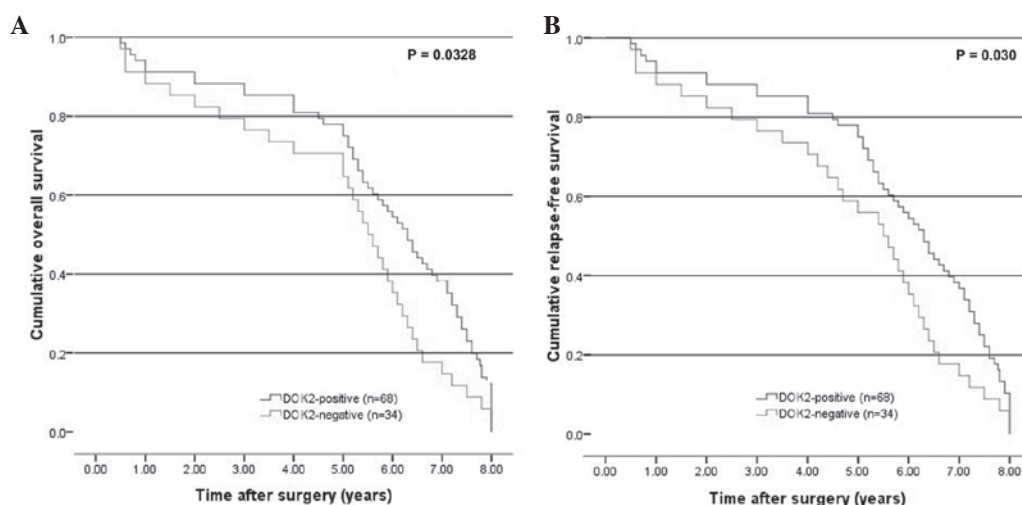 A
P = 0.0328
Cumulative overall survival
1.0
0.8
0.6
0.4
0.2
0.0
DOK2-positive (n=68)
DOK2-negative (n=34)
0.00 1.00 2.00 3.00 4.00 5.00 6.00 7.00 8.00
Time after surgery (years)
B
P = 0.030
Cumulative relapse-free survival
1.0
0.8
0.6
0.4
0.2
0.0
DOK2-positive (n=68)
DOK2-negative (n=34)
0.00 1.00 2.00 3.00 4.00 5.00 6.00 7.00 8.00
Time after surgery (years)